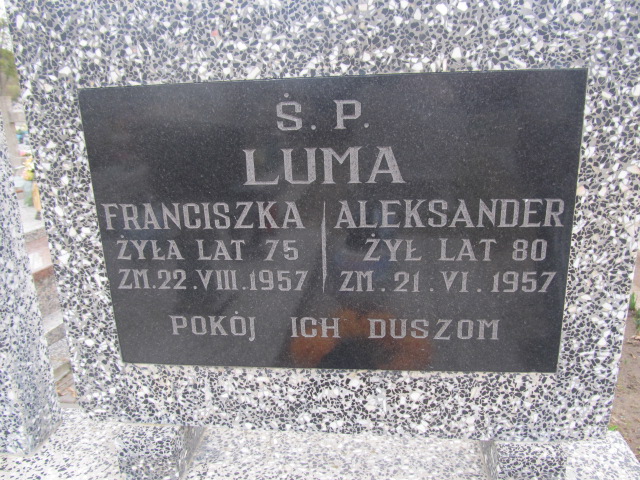 Ś. P.
LUMA
FRANCISZKA
ŻYŁA LAT 75
ZM. 22. VIII. 1957
ALEKSANDER
ŻYŁ LAT 80
ZM. 21. VI. 1957
POKÓJ ICH DUSZOM